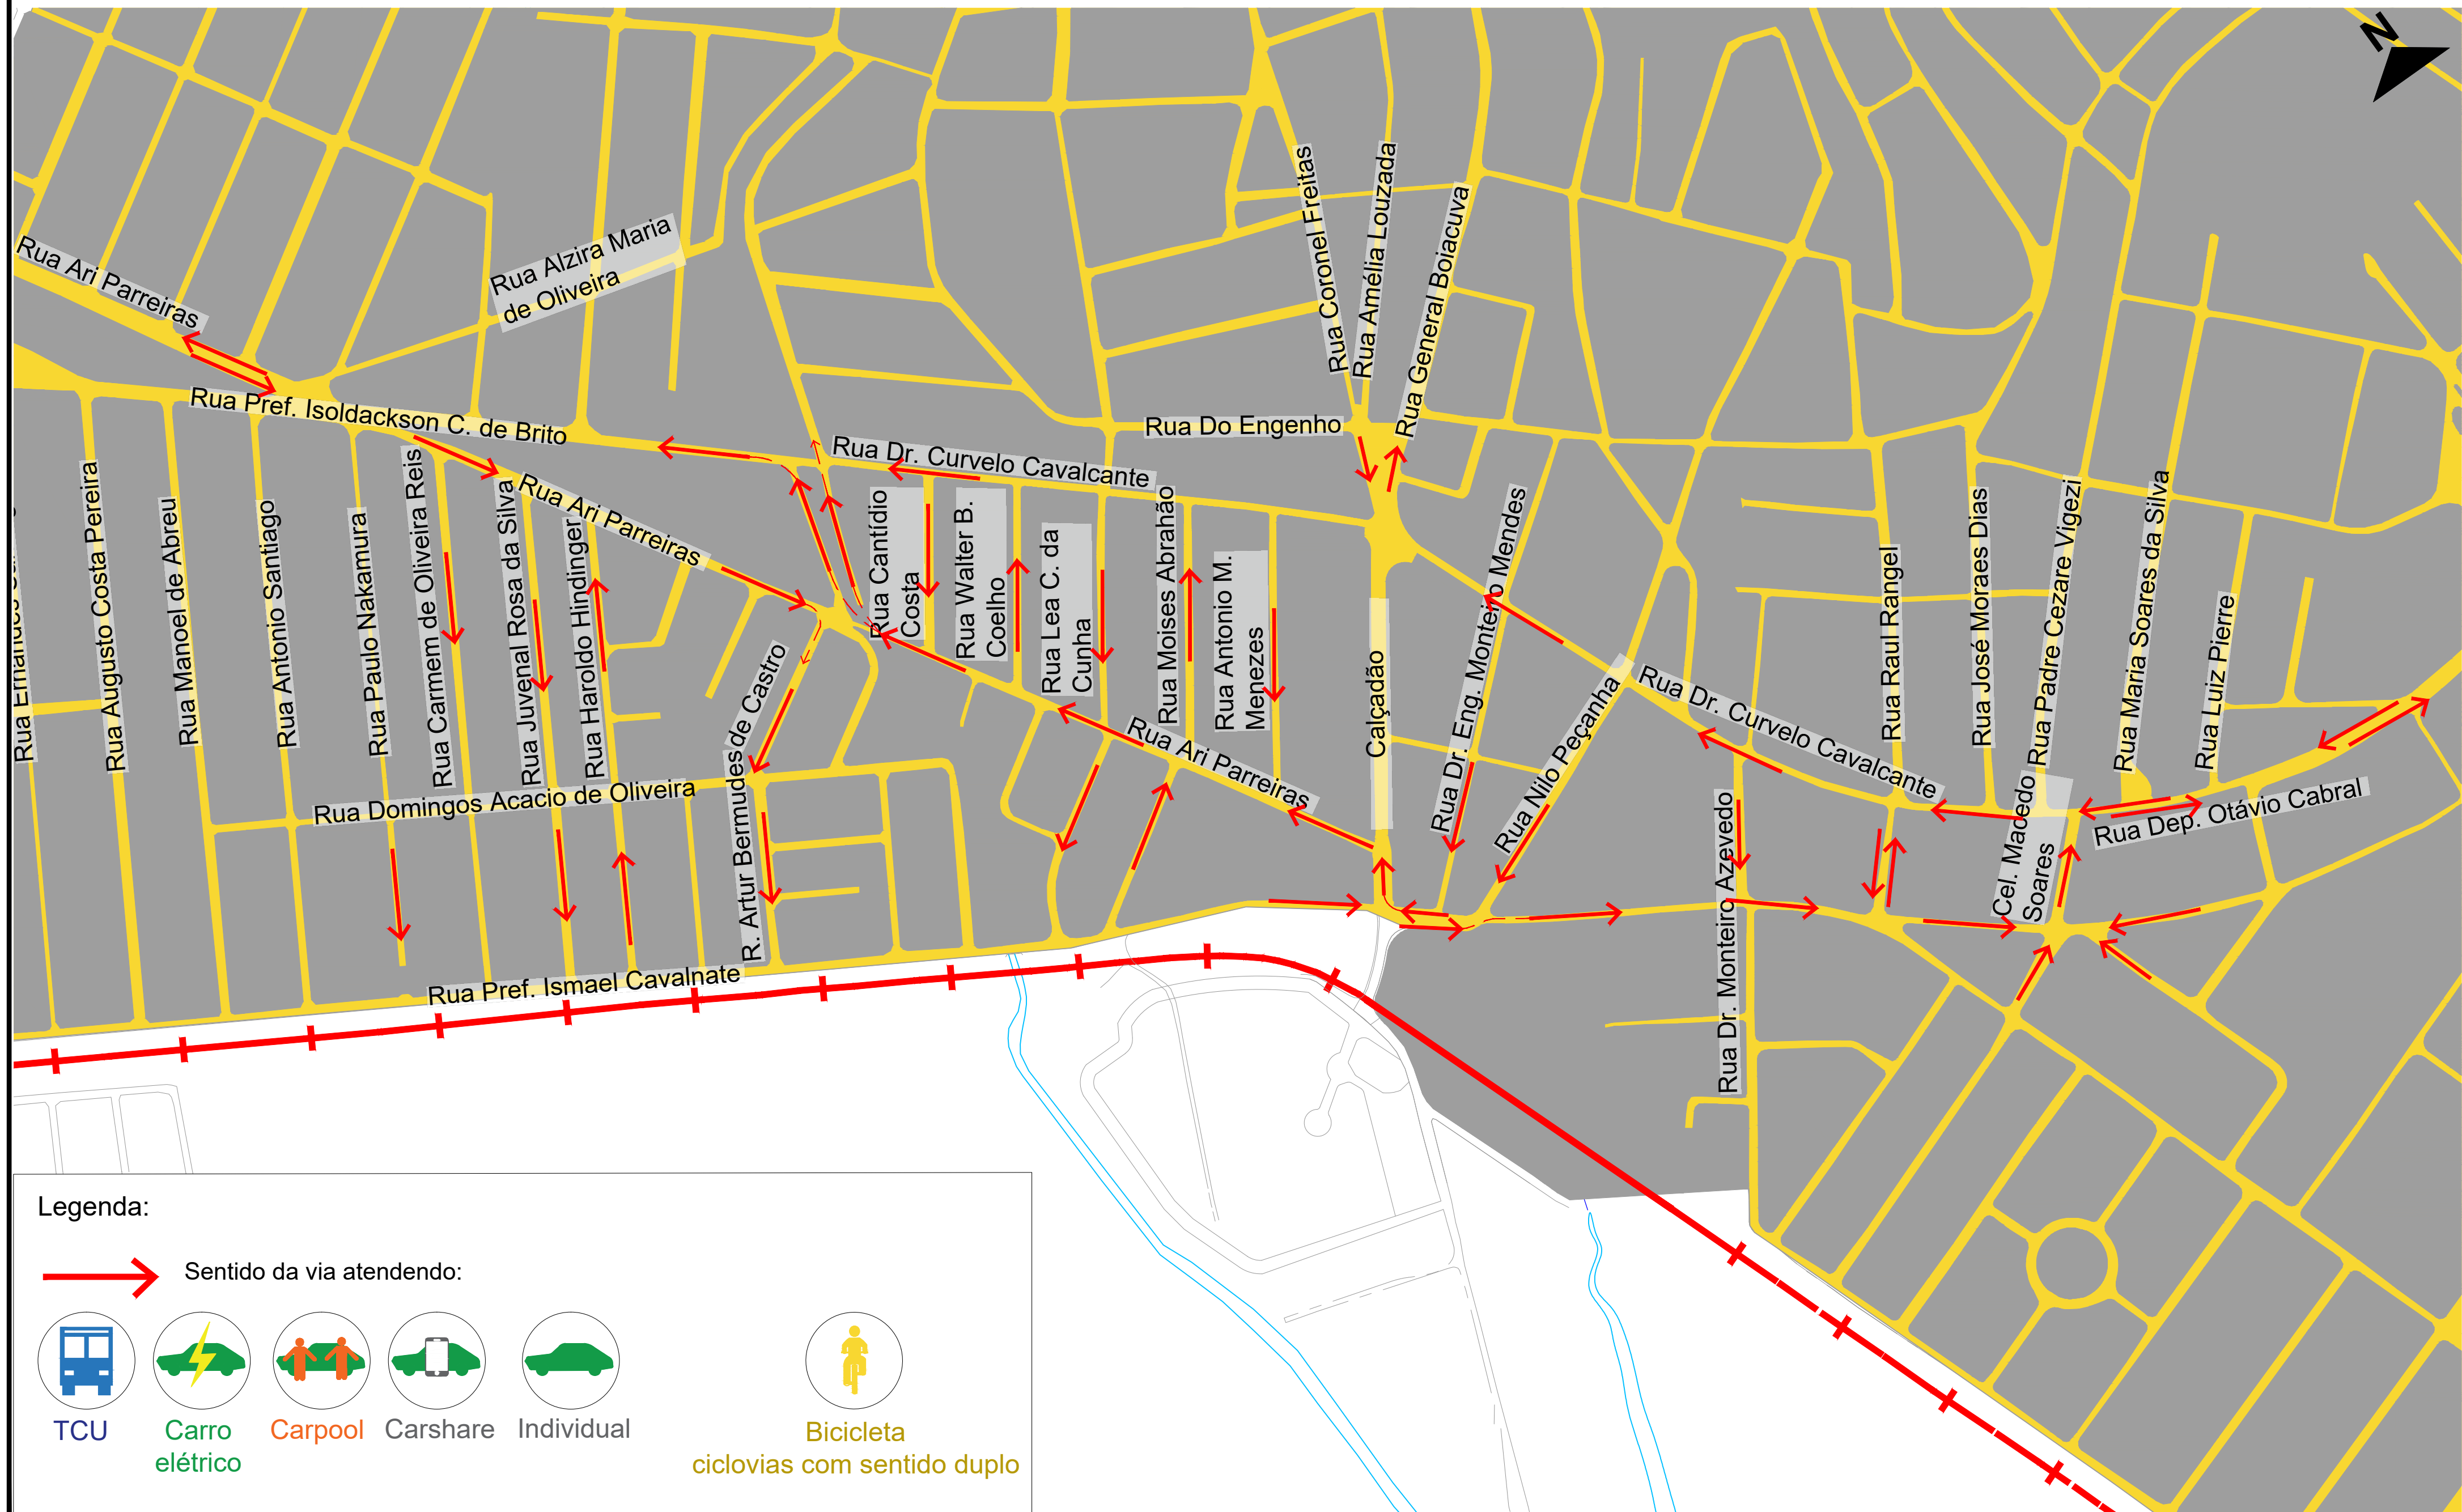 N
Rua Ari Parreiras
Rua Alzira Maria
de Oliveira
Rua Coronel Freitas
Rua Amélia Louzada
Rua General Boiacuva
Rua Pref. Isoldackson C. de Brito
Rua Do Engenho
Rua Dr. Curvelo Cavalcante
Rua Ari Parreiras
Rua Augusto Costa Pereira
Rua Manoel de Abreu
Rua Antonio Santiago
Rua Paulo Nakamura
Rua Carmem de Oliveira Reis
Rua Juvenal Rosa da Silva
Rua Haroldo Hindinger
Rua Cantídio
Costa
Rua Walter B.
Coelho
Rua Lea C. da
Cunha
Rua Moises Abrahão
Rua Antonio M.
Menezes
Calçadão
Rua Dr. Eng. Monteiro Mendes
Rua Nilo Peçanha
Rua Dr. Curvelo Cavalcante
Rua Raul Rangel
Rua José Moraes Dias
Rua Padre Cezare Vigezi
Rua Maria Soares da Silva
Rua Luiz Pierre
Rua Ari Parreiras
Rua Domingos Acacio de Oliveira
R. Artur Bermudes de Castro
Rua Dr. Monteiro Azevedo
Cel. Macedo
Soares
Rua Dep. Otávio Cabral
Rua Pref. Ismael Cavalnate
Legenda:
Sentido da via atendendo:
TCU
Carro
elétrico
Carpool
Carshare
Individual
Bicicleta
ciclovias com sentido duplo